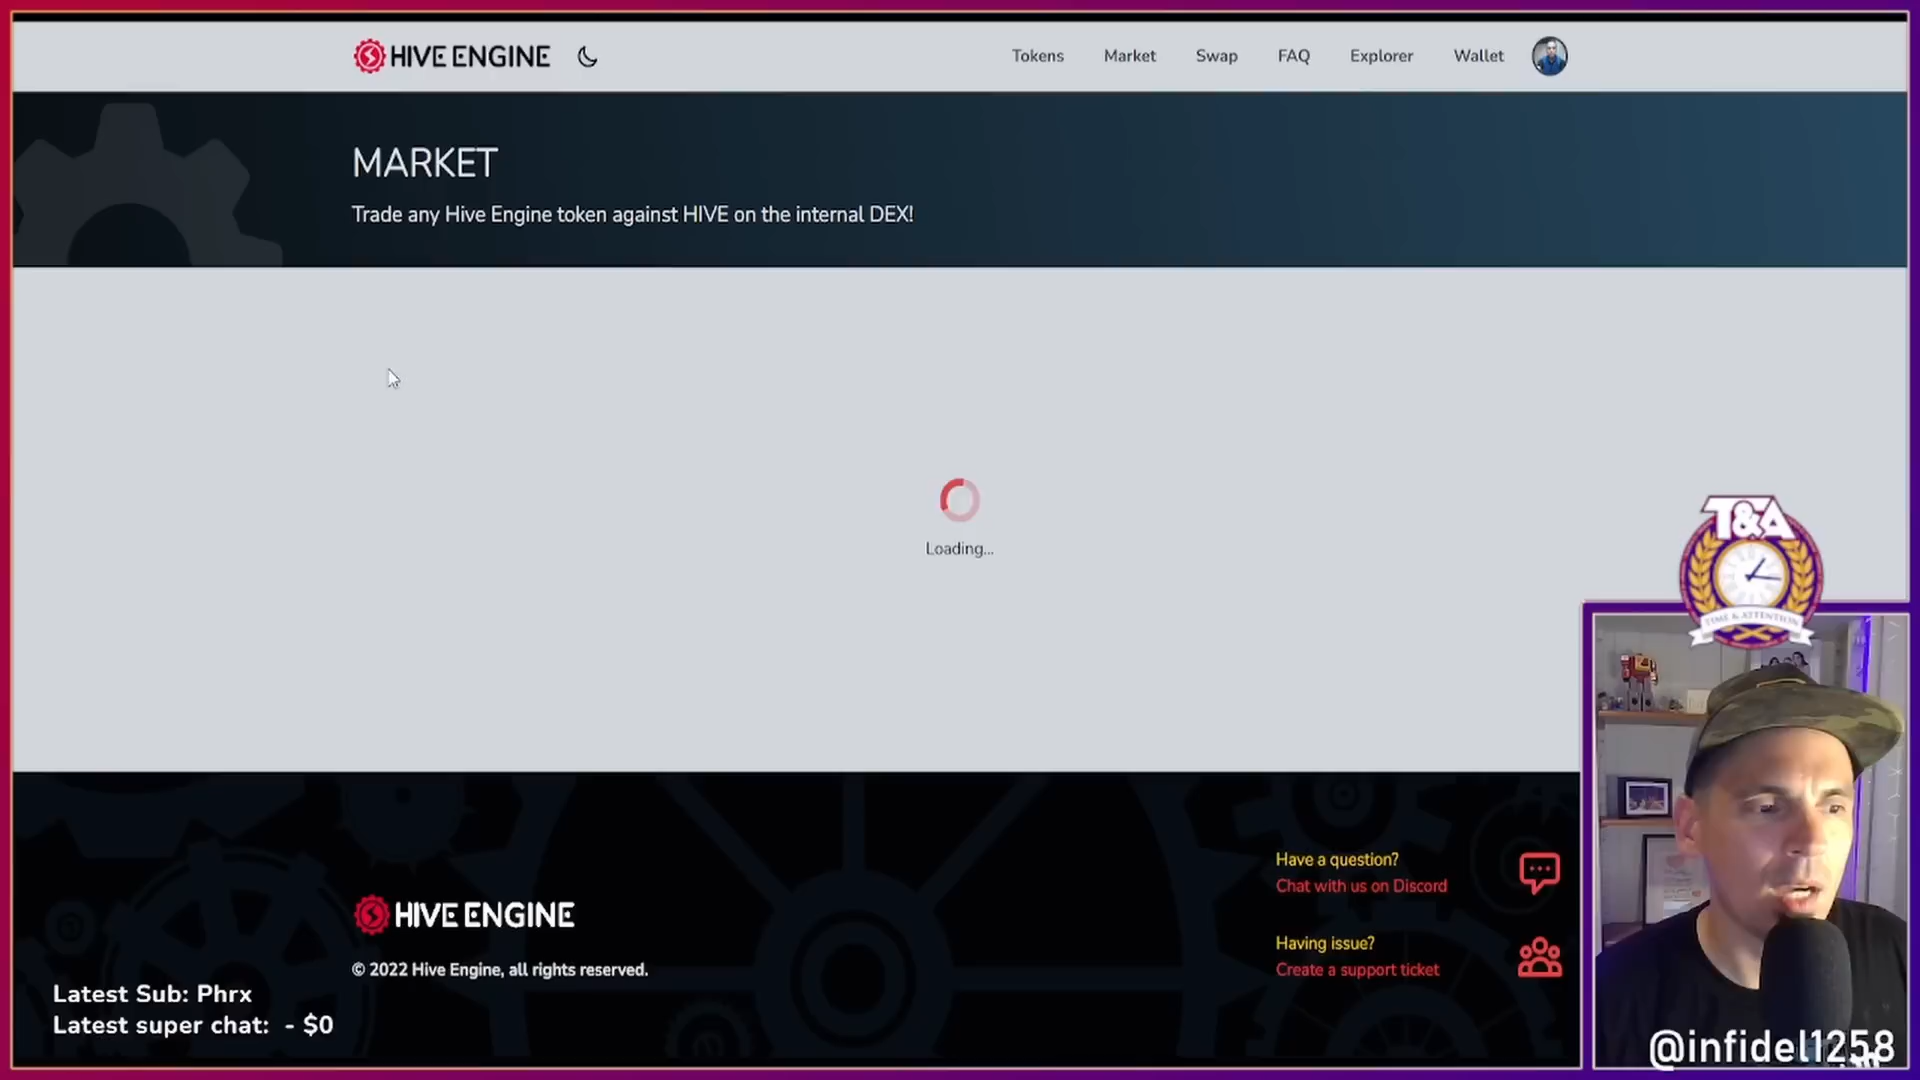 HIVE ENGINE
Tokens
Market
Swap
FAQ
Explorer
Wallet
MARKET
Trade any Hive Engine token against HIVE on the internal DEX!
Loading...
T&A
TIME & ATTENTION
Have a question?
Chat with us on Discord
HIVE ENGINE
Having issue?
Create a support ticket
© 2022 Hive Engine, all rights reserved.
Latest Sub: Phrx
Latest super chat:  - $0
@infidel1258